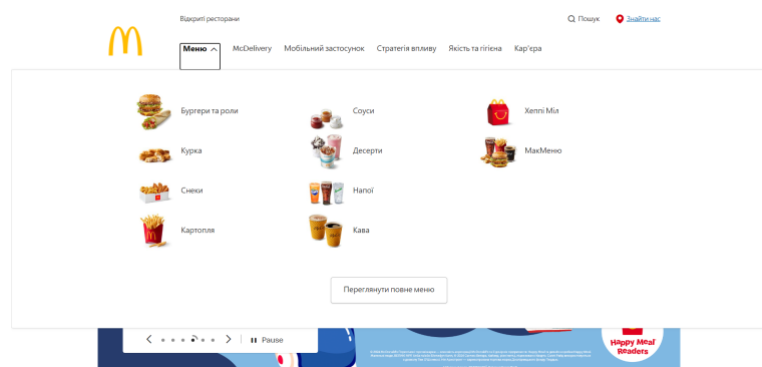 Відкриті ресторани
Пошук
Знайти нас
Меню
McDelivery
Мобільний застосунок
Стратегія впливу
Якість та гігієна
Кар'єра
Бургери та роли
Соуси
Хеппі Міл
Курка
Десерти
МакМеню
Снеки
Напої
Картопля
Кава
Переглянути повне меню
Pause
Happy Meal
Readers